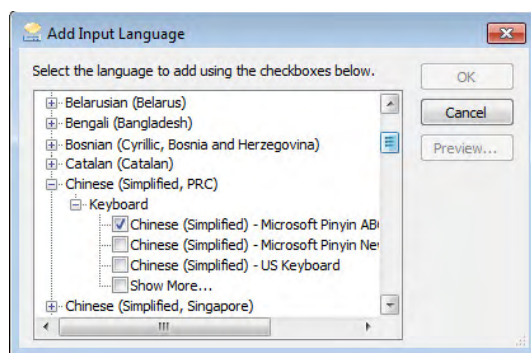 Add Input Language
Select the language to add using the checkboxes below.
OK
Cancel
Preview...
Belarusian (Belarus)
Bengali (Bangladesh)
Bosnian (Cyrillic, Bosnia and Herzegovina)
Catalan (Catalan)
Chinese (Simplified, PRC)
Keyboard
Chinese (Simplified) - Microsoft Pinyin AB
Chinese (Simplified) - Microsoft Pinyin Ne
Chinese (Simplified) - US Keyboard
Show More...
Chinese (Simplified, Singapore)